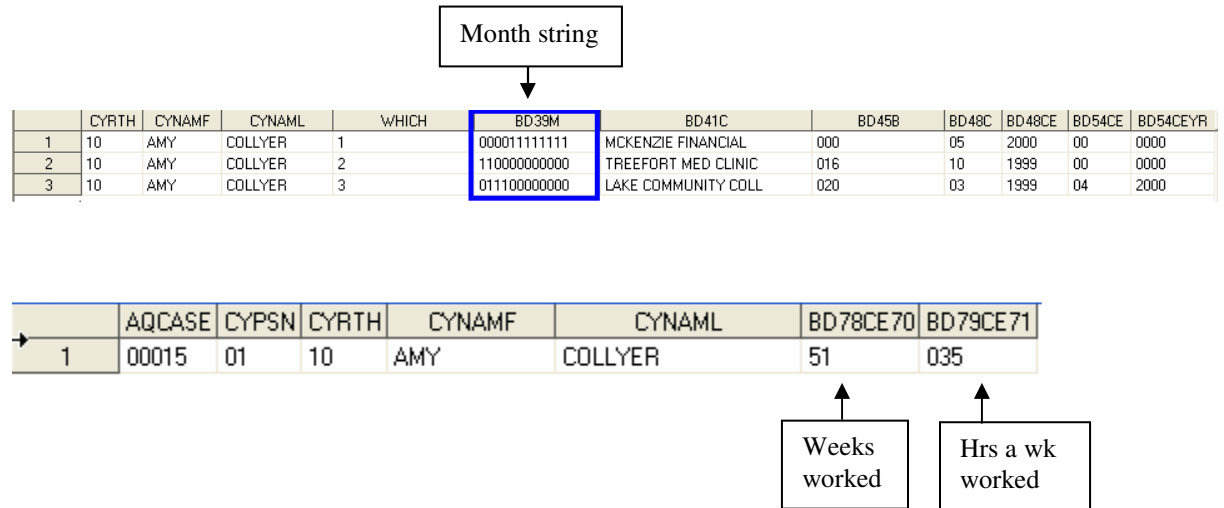 Month string
CYRTH CYNAMF CYNAML WHICH BD39M BD41C BD45B BD48C BD48CE BD54CE BD54CEYR
1 10 AMY COLLYER 1 000011111111 MCKENZIE FINANCIAL 000 05 2000 00 0000
2 10 AMY COLLYER 2 110000000000 TREEFORT MED CLINIC 016 10 1999 00 0000
3 10 AMY COLLYER 3 011100000000 LAKE COMMUNITY COLL 020 03 1999 04 2000
AQCASE CYPSN CYRTH CYNAMF CYNAML BD78CE70 BD79CE71
1 00015 01 10 AMY COLLYER 51 035
Weeks
worked
Hrs a wk
worked